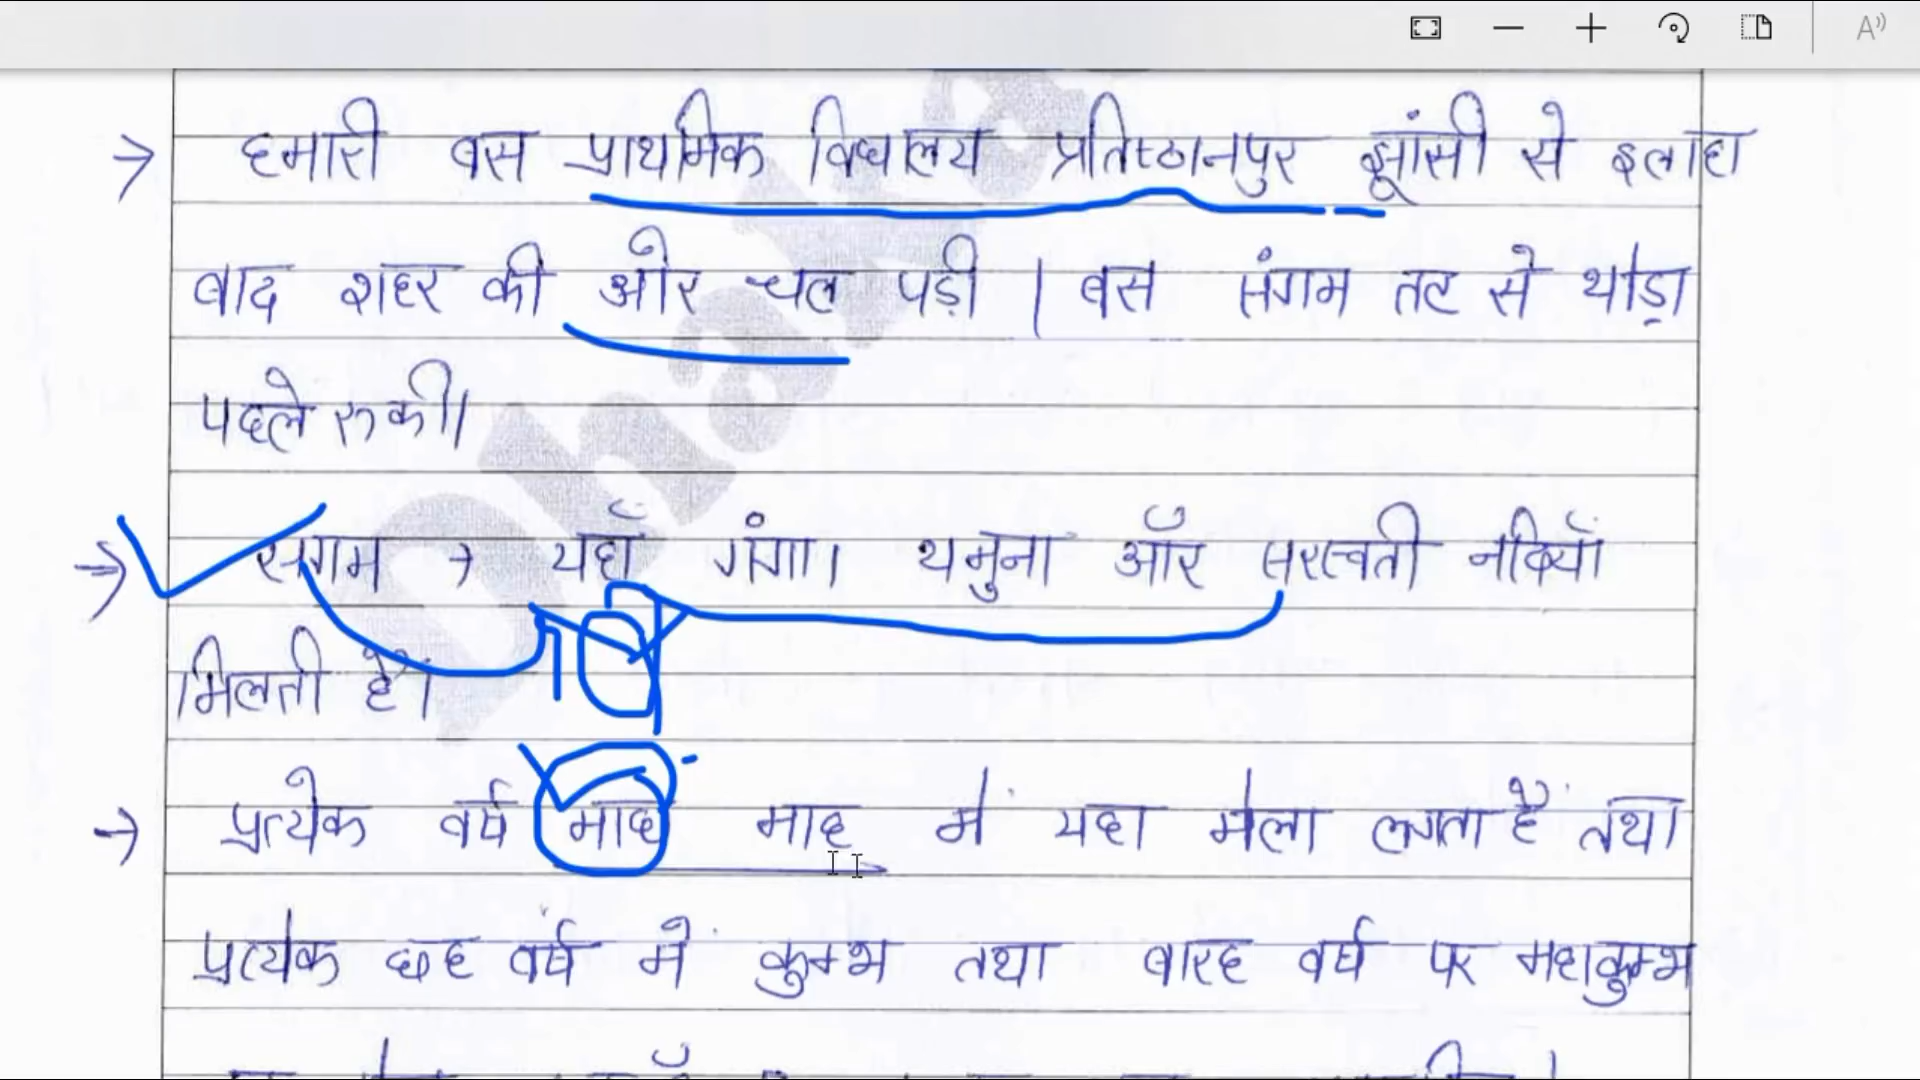 → हमारी बस प्राथमिक विद्यालय प्रतिष्ठानपुर झूांसी से इलाहा
बाद शहर की ओर चल पड़ी | बस संगम तट से थोड़ा
पहले रुकी।
→ संगम → यहाँ गंगा। यमुना और सरस्वती नदियाँ
मिलती हैं।
→ प्रत्येक वर्ष माघ माह में यहा मेला लगता है तथा
प्रत्येक छह वर्ष में कुम्भ तथा बारह वर्ष पर महाकुम्भ